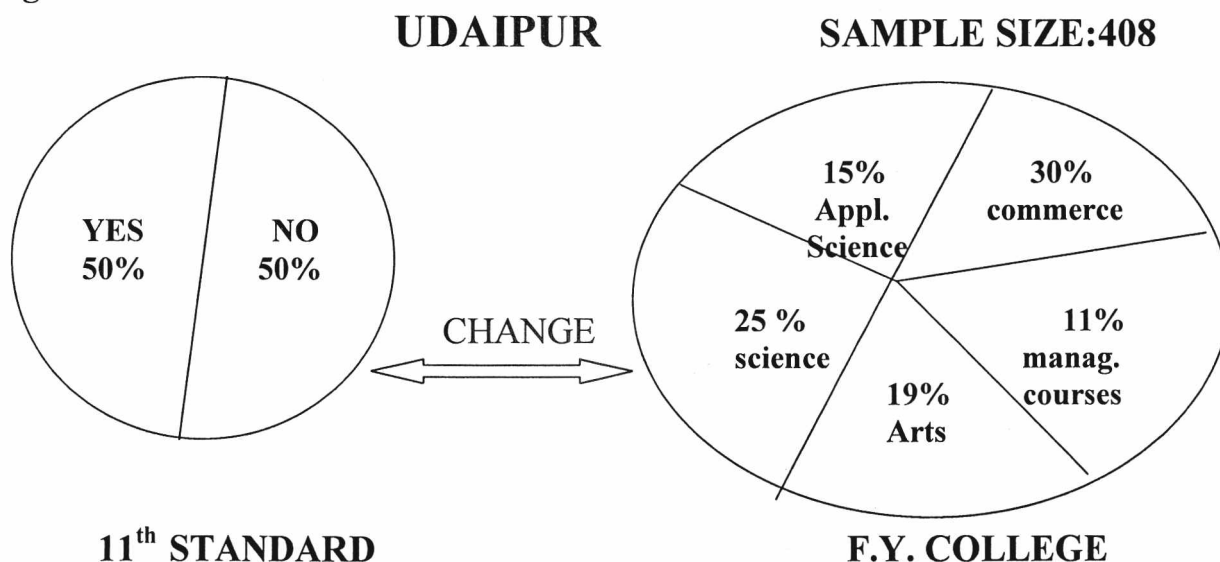 UDAIPUR
SAMPLE SIZE:408
YES
50%
NO
50%
CHANGE
15%
Appl.
Science
30%
commerce
25 %
science
11%
manag.
courses
19%
Arts
11th STANDARD
F.Y. COLLEGE